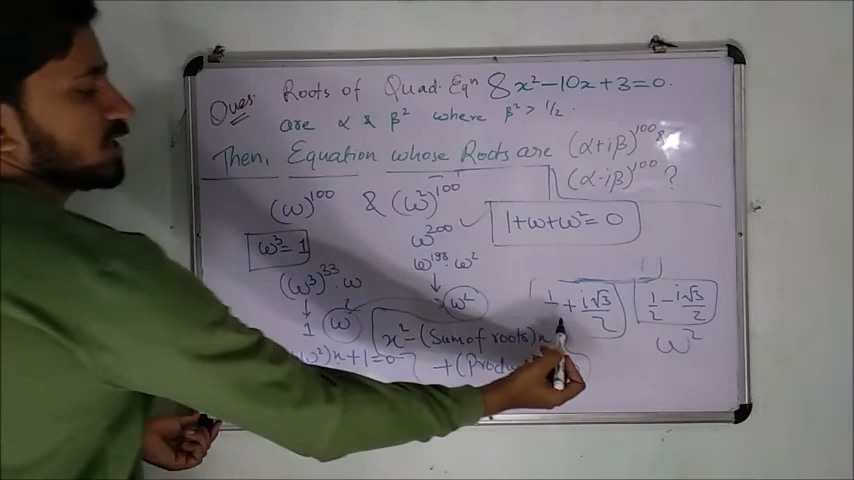 Ques: Roots of Quad. Eqⁿ 8x²-10x+3=0.
are α & β² where β² > 1/2.
Then, Equation whose Roots are (α+iβ)¹⁰⁰ &
(α-iβ)¹⁰⁰ ?
(ω)¹⁰⁰ & (ω²)¹⁰⁰
ω³=1
ω²⁰⁰
1+ω+ω²=0
ω¹⁹⁸·ω²
(ω³)³³·ω
ω²
1 ω
+ i√3/2
1/2 - i√3/2
ω²
x²-(Sum of roots)x
+(Produ
ω²)x+1=0